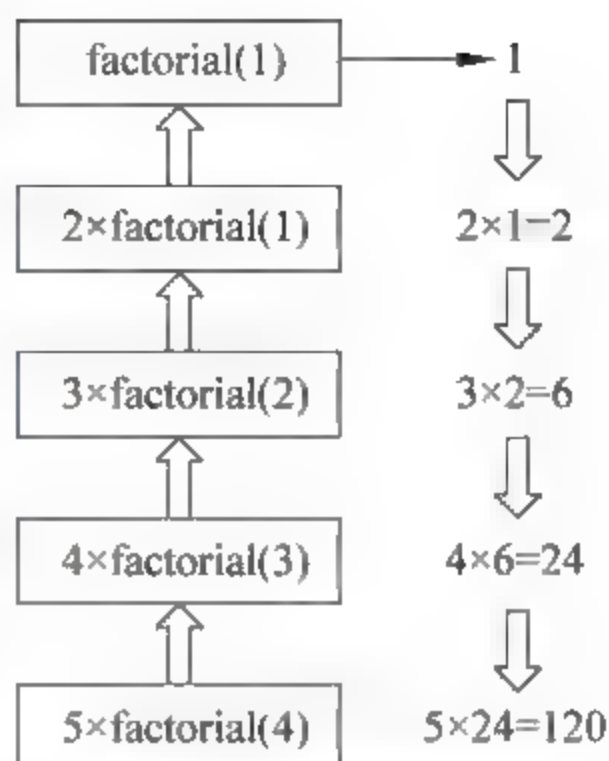 factorial(1) 1
2×factorial(1) 2×1=2
3×factorial(2) 3×2=6
4×factorial(3) 4×6=24
5×factorial(4) 5×24=120